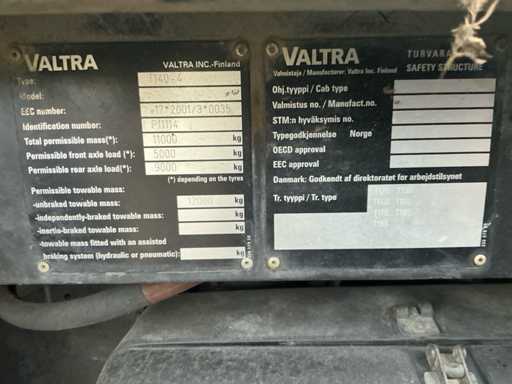 VALTRA
VALTRA INC.-Finland
Type:
T140-4
Model:
EEC number:
*17*2001/3*0035
Identification number:
P11114
Total permissible mass(*):
11000 kg
Permissible front axle load (*):
5000 kg
Permissible rear axle load(*):
9000 kg
(*) depending on the tyres
Permissible towable mass:
-unbraked towable mass:
12000 kg
-independently-braked towable mass:
kg
-inertia-braked towable mass:
kg
-towable mass fitted with an assisted
braking system (hydraulic or pneumatic):
kg
VALTRA
Valmistaja / Manufacturer: Valtra Inc. Finland
SAFETY STRUCTURE
Ohj.tyyppi / Cab type
Valmistus no. / Manufact.no.
STM:n hyväksymis no.
Typegodkjennelse Norge
OECD approval
EEC approval
Danmark: Godkendt af direktoratet for arbejdstilsynet
Tr. tyyppi / Tr. type